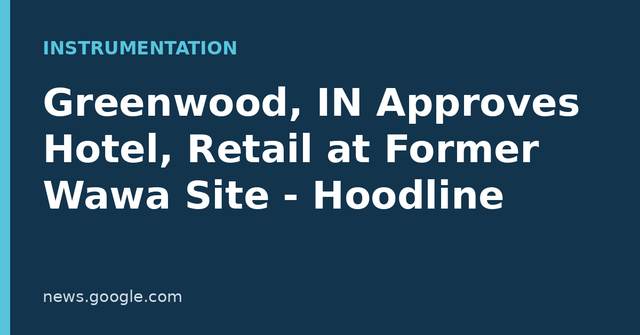 INSTRUMENTATION
Greenwood, IN Approves
Hotel, Retail at Former
Wawa Site - Hoodline
news.google.com